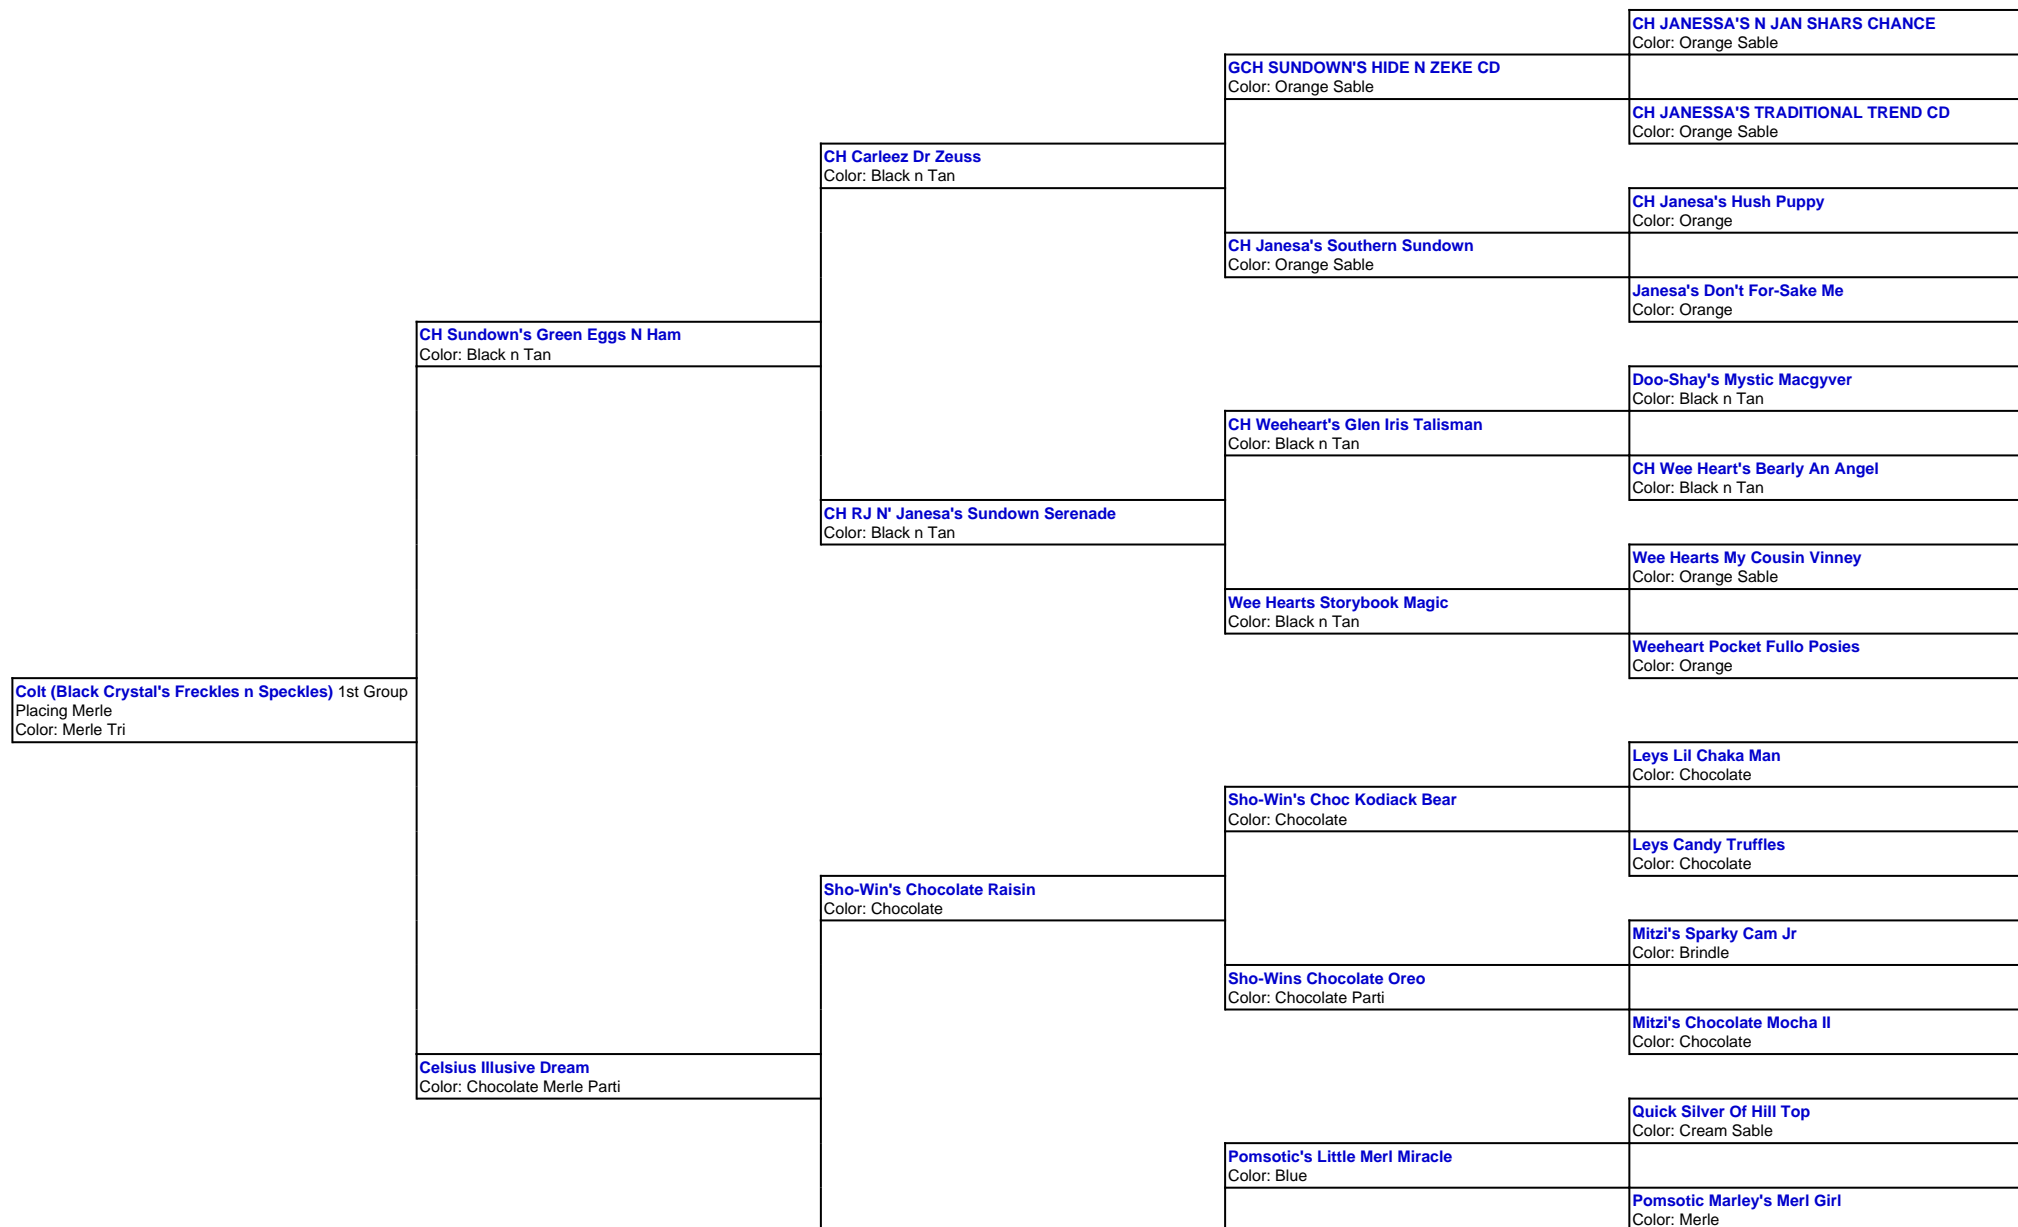 CH JANESSA'S N JAN SHARS CHANCE
Color: Orange Sable
GCH SUNDOWN'S HIDE N ZEKE CD
Color: Orange Sable
CH JANESSA'S TRADITIONAL TREND CD
Color: Orange Sable
CH Carleez Dr Zeuss
Color: Black n Tan
CH Janesa's Hush Puppy
Color: Orange
CH Janesa's Southern Sundown
Color: Orange Sable
Janesa's Don't For-Sake Me
Color: Orange
CH Sundown's Green Eggs N Ham
Color: Black n Tan
Doo-Shay's Mystic Macgyver
Color: Black n Tan
CH Weeheart's Glen Iris Talisman
Color: Black n Tan
CH Wee Heart's Bearly An Angel
Color: Black n Tan
CH RJ N' Janesa's Sundown Serenade
Color: Black n Tan
Wee Hearts My Cousin Vinney
Color: Orange Sable
Wee Hearts Storybook Magic
Color: Black n Tan
Weeheart Pocket Fullo Posies
Color: Orange
Colt (Black Crystal's Freckles n Speckles) 1st Group
Placing Merle
Color: Merle Tri
Leys Lil Chaka Man
Color: Chocolate
Sho-Win's Choc Kodiack Bear
Color: Chocolate
Leys Candy Truffles
Color: Chocolate
Sho-Win's Chocolate Raisin
Color: Chocolate
Mitzi's Sparky Cam Jr
Color: Brindle
Sho-Wins Chocolate Oreo
Color: Chocolate Parti
Mitzi's Chocolate Mocha II
Color: Chocolate
Celsius Illusive Dream
Color: Chocolate Merle Parti
Quick Silver Of Hill Top
Color: Cream Sable
Pomsotic's Little Merl Miracle
Color: Blue
Pomsotic Marley's Merl Girl
Color: Merle